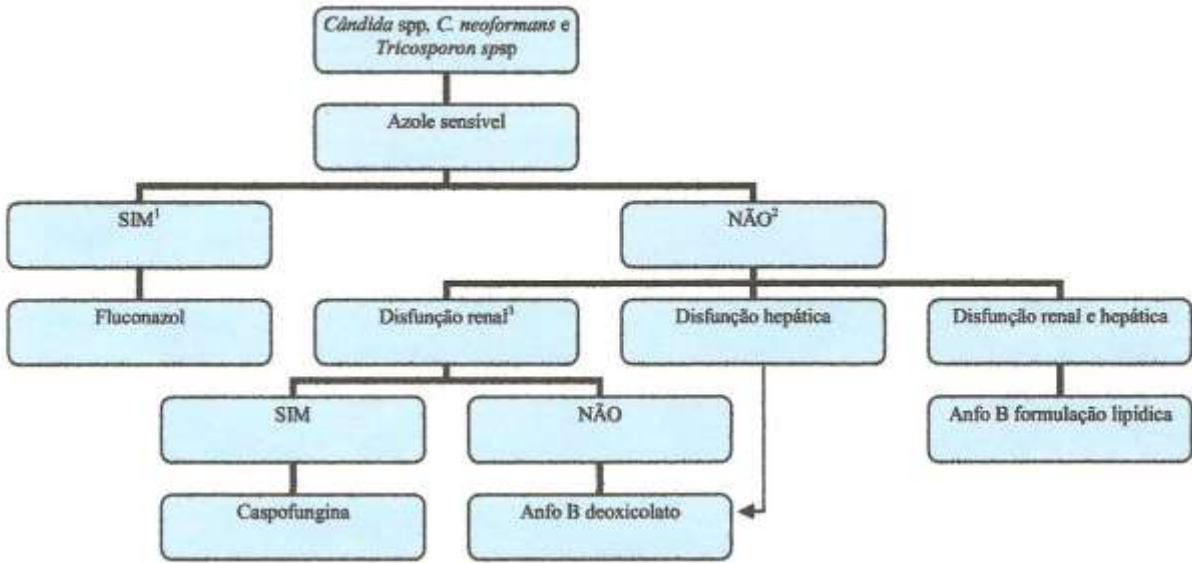 Cândida spp, C. neoformans e
Tricosporon spsp
Azole sensível
SIM¹
NÃO²
Fluconazol
Disfunção renal³
Disfunção hepática
Disfunção renal e hepática
SIM
NÃO
Anfo B formulação lipídica
Caspofungina
Anfo B deoxicolato